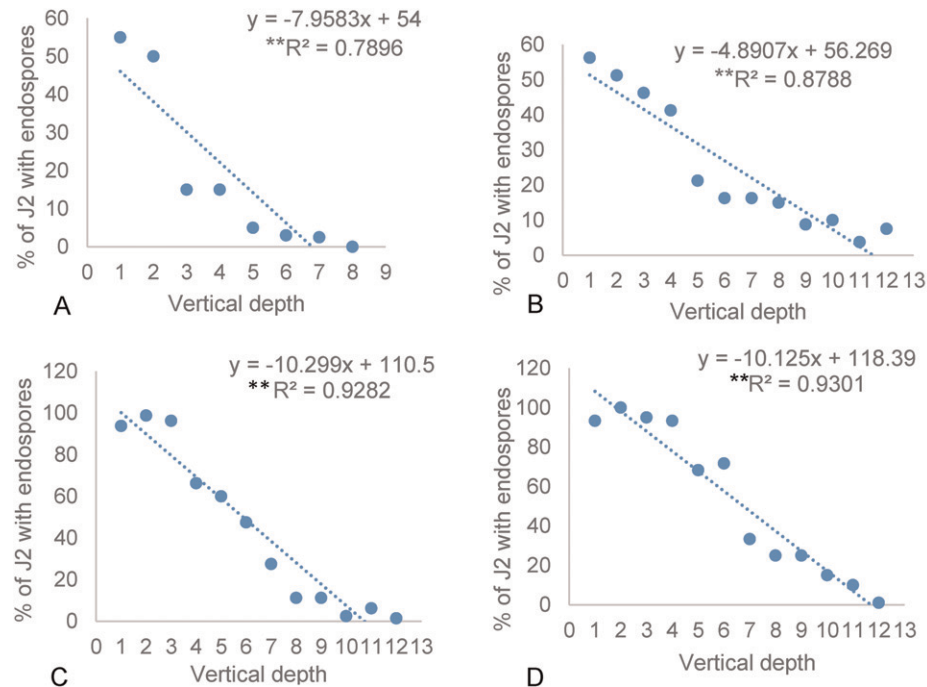 y = -7.9583x + 54
**R² = 0.7896
60
50
40
30
20
10
0
% of J2 with endospores
0 1 2 3 4 5 6 7 8 9
Vertical depth
A
y = -4.8907x + 56.269
**R² = 0.8788
60
50
40
30
20
10
0
% of J2 with endospores
0 1 2 3 4 5 6 7 8 9 10 11 12 13
Vertical depth
B
y = -10.299x + 110.5
** R² = 0.9282
120
100
80
60
40
20
0
% of J2 with endospores
0 1 2 3 4 5 6 7 8 9 10 11 12 13
Vertical depth
C
y = -10.125x + 118.39
**R² = 0.9301
120
100
80
60
40
20
0
% of J2 with endospores
0 1 2 3 4 5 6 7 8 9 10 11 12 13
Vertical depth
D